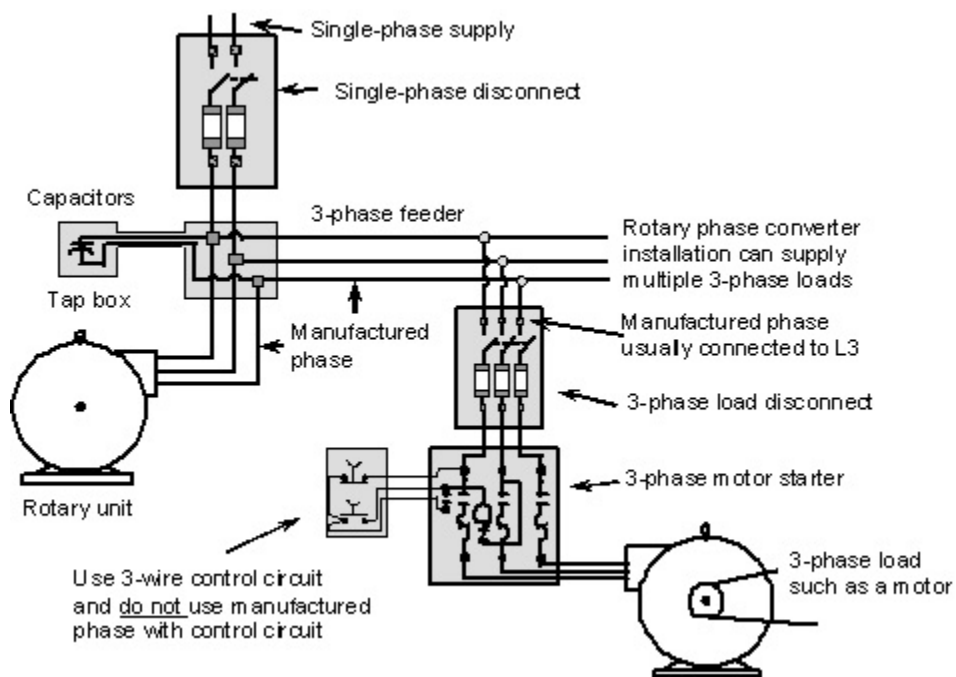 Single-phase supply
Single-phase disconnect
Capacitors
3-phase feeder
Rotary phase converter
installation can supply
multiple 3-phase loads
Tap box
Manufactured
phase
Manufactured phase
usually connected to L3
3-phase load disconnect
3-phase motor starter
Rotary unit
Use 3-wire control circuit
and do not use manufactured
phase with control circuit
3-phase load
such as a motor